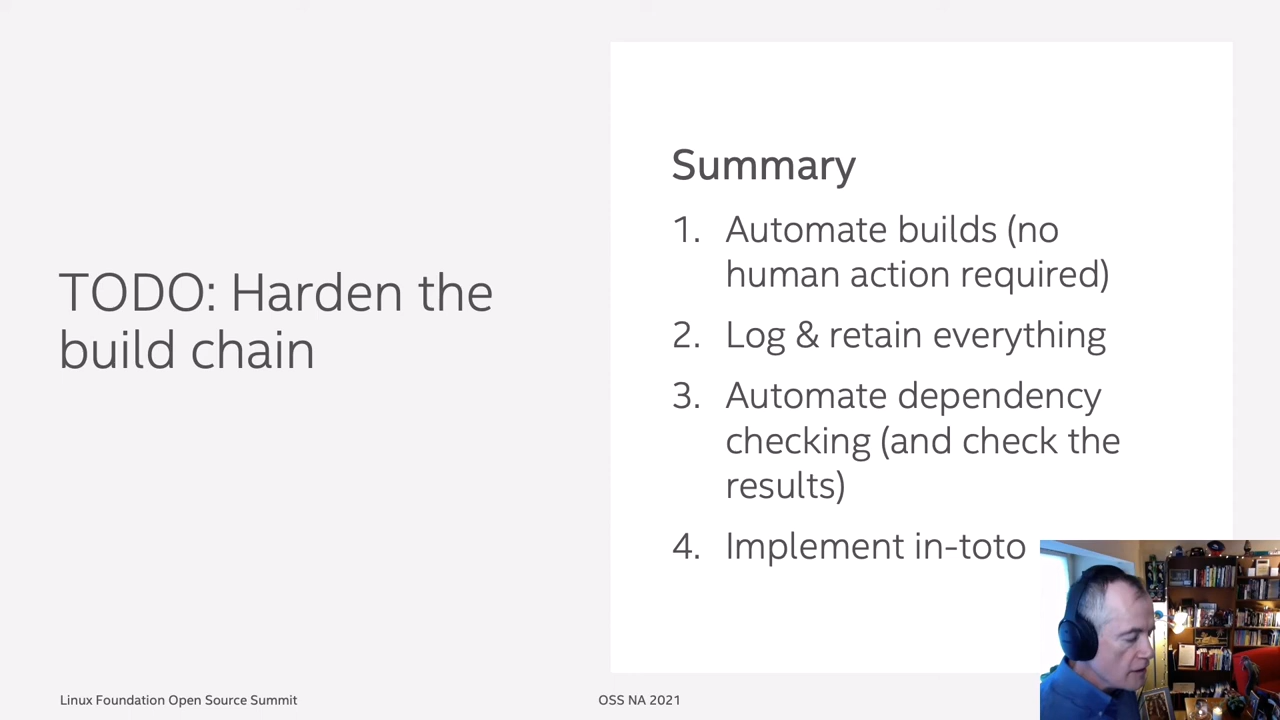 TODO: Harden the
build chain
Summary
1. Automate builds (no
human action required)
2. Log & retain everything
3. Automate dependency
checking (and check the
results)
4. Implement in-toto
Linux Foundation Open Source Summit
OSS NA 2021